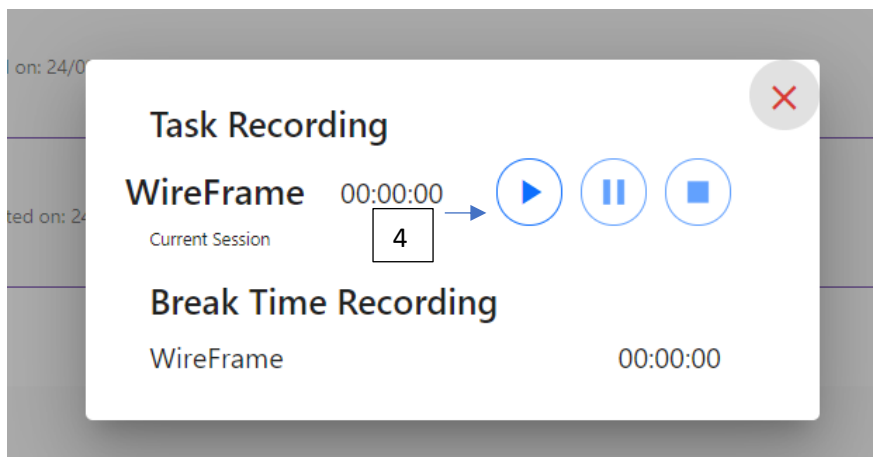 l on: 24/0
Task Recording
WireFrame 00:00:00
ted on: 24
4
Current Session
Break Time Recording
WireFrame 00:00:00